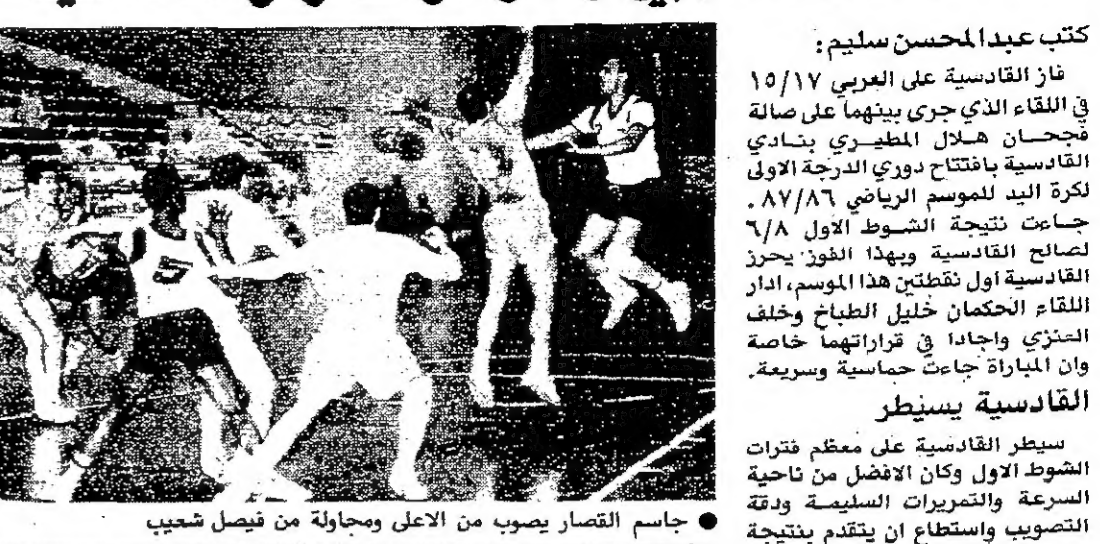 كتب عبدالمحسن سليم :
فاز القادسية على العربي ١٥/١٧
في اللقاء الذي جرى بينهما على صالة
فجحان هلال المطيري بنادي
القادسية بافتتاح دوري الدرجة الاولى
لكرة اليد للموسم الرياضي ٨٧/٨٦ .
جاءت نتيجة الشوط الاول ٦/٨
لصالح القادسية وبهذا الفوز يحرز
القادسية اول نقطتين هذا الموسم، ادار
اللقاء الحكمان خليل الطباخ وخلف
العنزي واجادا في قراراتهما خاصة
وان المباراة جاءت حماسية وسريعة.
القادسية يسيطر
سيطر القادسية على معظم فترات
الشوط الاول وكان الافضل من ناحية
السرعة والتمريرات السليمة ودقة
التصويب واستطاع ان يتقدم بنتيجة
● جاسم القصار يصوب من الاعلى ومحاولة من فيصل شعيب